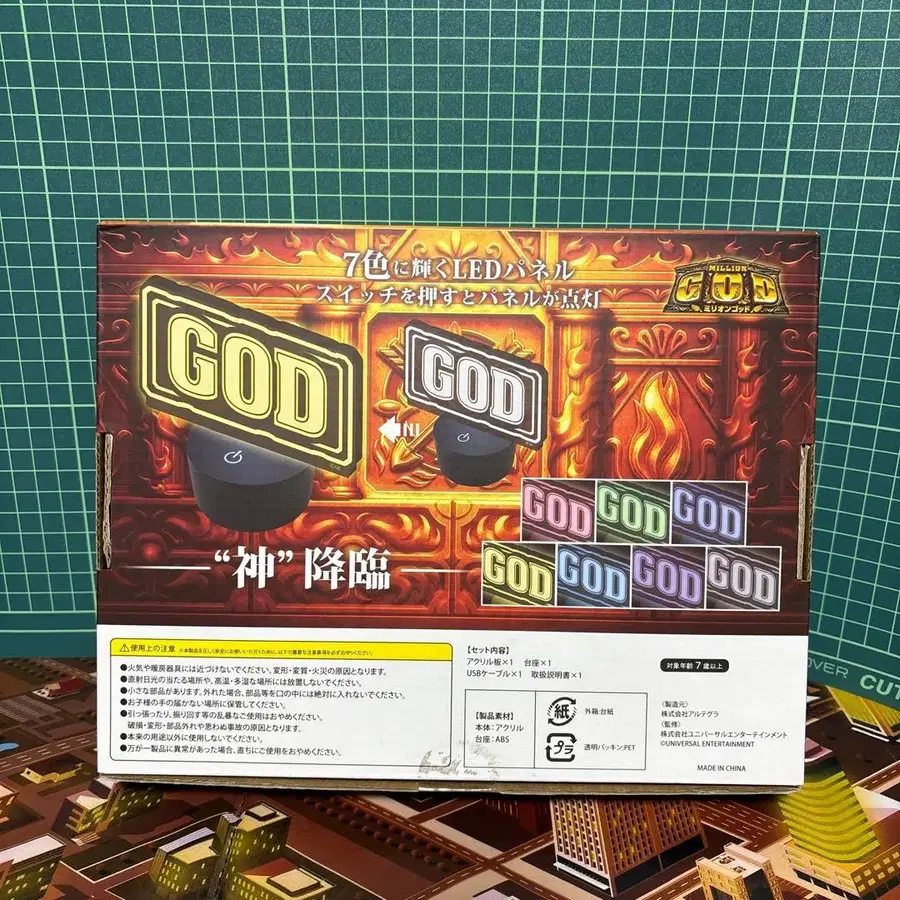 7色に輝くLEDパネル
スイッチを押すとパネルが点灯
MILLION
GOD
ミリオンゴッド
GOD
GOD
GOD
GOD
GOD
GOD
GOD
GOD
GOD
“神”降臨
使用上の注意
●火気や暖房器具には近づけないでください。変形・変質・火災の原因となります。
●直射日光の当たる場所や、高温・多湿な場所には放置しないでください。
●小さな部品があります。外れた場合、部品等を口の中には絶対に入れないでください。
●お子様の手の届かない場所に保管してください。
●引っ張ったり、振り回す等の乱暴なご使用はおやめください。
破損・変形・部品外れや思わぬ事故の原因となります。
●本来の用途以外に使用しないでください。
●万が一製品に異常があった場合、直ちにご使用をおやめください。
【セット内容】
アクリル板×1 台座×1
USBケーブル×1 取扱説明書×1
【製品素材】
本体:アクリル
台座:ABS
紙
外箱:台紙
プラ
透明パッキン:PET
対象年齢7歳以上
〈製造元〉
株式会社アルテグラ
〈監修〉
株式会社ユニバーサルエンターテインメント
©UNIVERSAL ENTERTAINMENT
MADE IN CHINA
OVER CUT